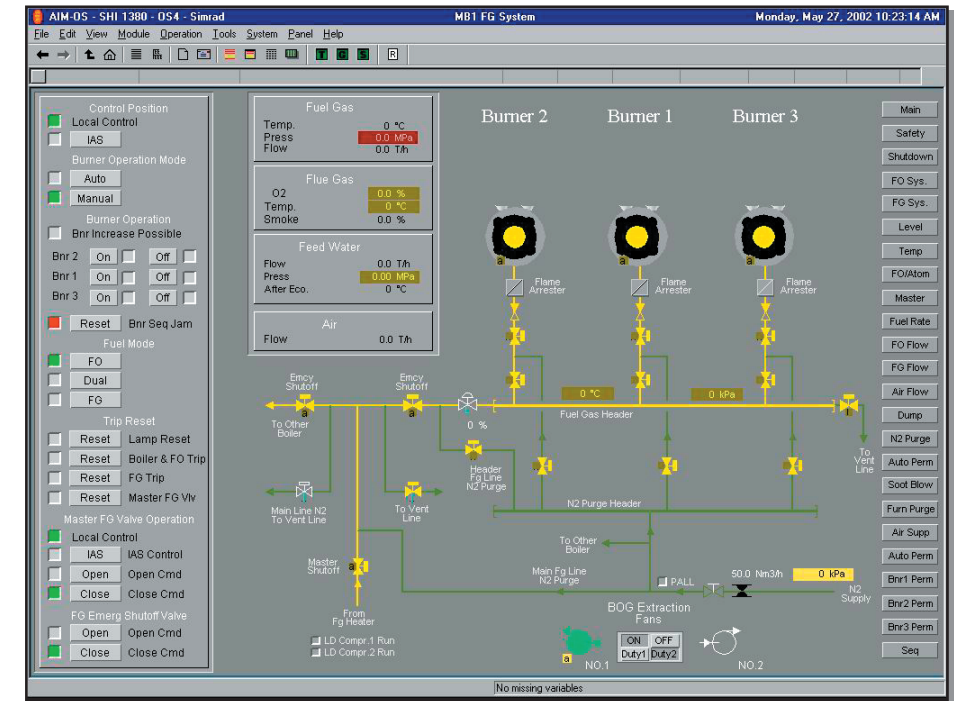 AIM-OS - SHI 1380 - OS4 - Simrad MB1 FG System Monday, May 27, 2002 10:23:14 AM
File Edit View Module Operation Tools System Panel Help
T G S R
Control Position
Local Control
IAS
Burner Operation Mode
Auto
Manual
Burner Operation
Bnr Increase Possible
Bnr 2 On Off
Bnr 1 On Off
Bnr 3 On Off
Reset Bnr Seq Jam
Fuel Mode
FO
Dual
FG
Trip Reset
Reset Lamp Reset
Reset Boiler & FO Trip
Reset FG Trip
Reset Master FG Vlv
Master FG Valve Operation
Local Control
IAS IAS Control
Open Open Cmd
Close Close Cmd
FG Emerg Shutoff Valve
Open Open Cmd
Close Close Cmd
Fuel Gas
Temp. 0 °C
Press 0.0 MPa
Flow 0.0 T/h
Flue Gas
O2 0.0 %
Temp. 0 °C
Smoke 0.0 %
Feed Water
Flow 0.0 T/h
Press 0.00 MPa
After Eco. 0 °C
Air
Flow 0.0 T/h
Burner 2 Burner 1 Burner 3
a a a
Flame
Arrester
Flame
Arrester
Flame
Arrester
Emcy
Shutoff
Emcy
Shutoff
a a
To Other
Boiler
0 %
0 °C 0 kPa
Fuel Gas Header
To
Vent
Line
Header
Fg Line
N2 Purge
Main Line N2
To Vent Line
To Vent
Line
N2 Purge Header
To Other
Boiler
Master
Shutoff a
Main Fg Line
N2 Purge
PALL
50.0 Nm3/h 0 kPa
N2
Supply
From
Fg Heater
LD Compr.1 Run
LD Compr.2 Run
BOG Extraction
Fans
ON OFF
Duty1 Duty2
a NO.1
NO.2
Main
Safety
Shutdown
FO Sys.
FG Sys.
Level
Temp
FO/Atom
Master
Fuel Rate
FO Flow
FG Flow
Air Flow
Dump
N2 Purge
Auto Perm
Soot Blow
Furn Purge
Air Supp
Auto Perm
Bnr1 Perm
Bnr2 Perm
Bnr3 Perm
Seq
No missing variables